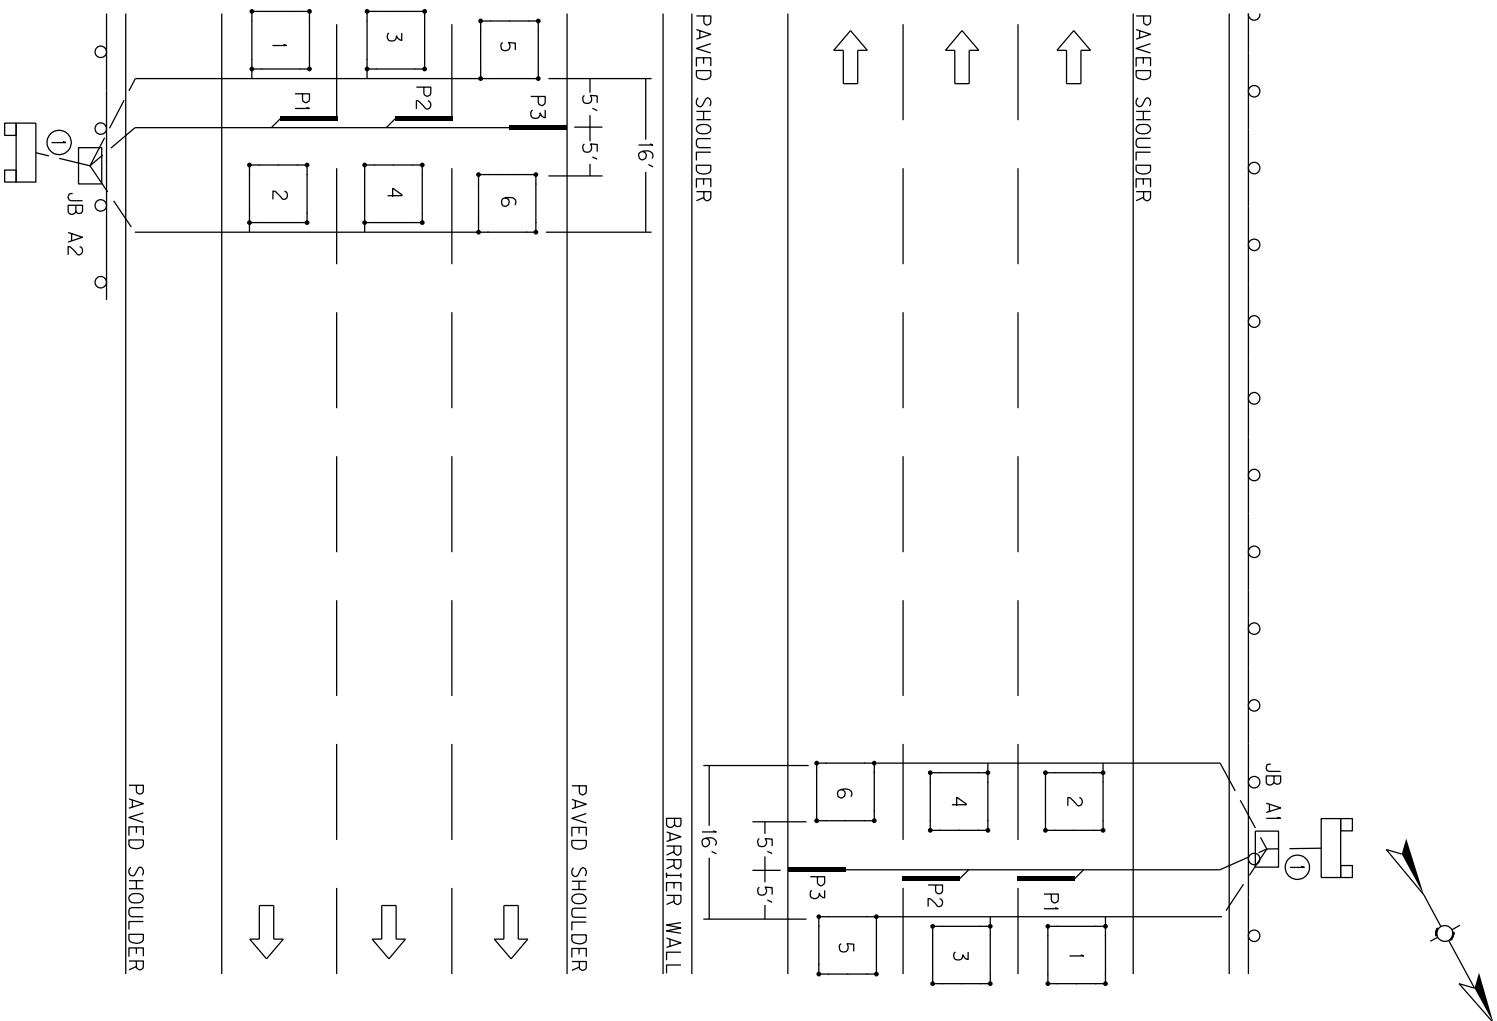 1
3
5
P1
P2
P3
5'
5'
16'
1
2
4
6
JB A2
PAVED SHOULDER
PAVED SHOULDER
PAVED SHOULDER
PAVED SHOULDER
BARRIER WALL
6
4
2
JB A1
1
5'
5'
16'
P3
P2
P1
5
3
1